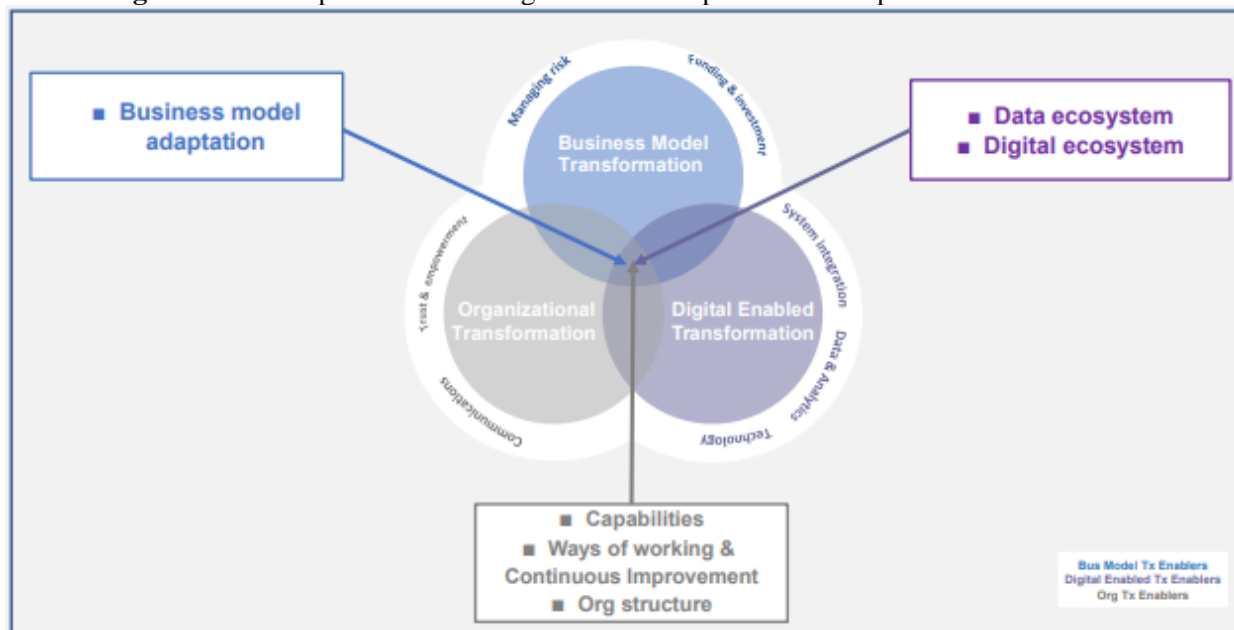 Managing risk
Funding & investment
■ Business model
adaptation
■ Data ecosystem
■ Digital ecosystem
Business Model
Transformation
Trust & empowerment
System integration
Organizational
Transformation
Digital Enabled
Transformation
Data & Analytics
Communications
Technology
■ Capabilities
■ Ways of working &
Continuous Improvement
■ Org structure
Bus Model Tx Enablers
Digital Enabled Tx Enablers
Org Tx Enablers